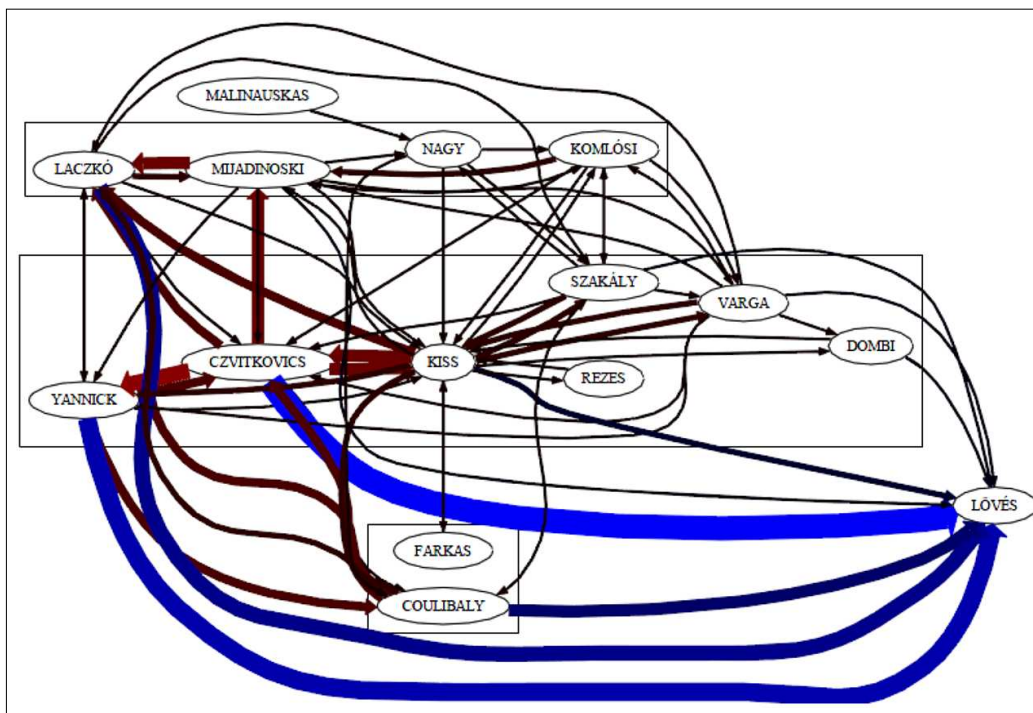 MALINAUSKAS
NAGY
KOMLÓSI
LACZKÓ
MIJADINOSKI
SZAKÁLY
VARGA
DOMBI
CZVITKOVICS
KISS
REZES
YANNICK
LÖVÉS
FARKAS
COULIBALY